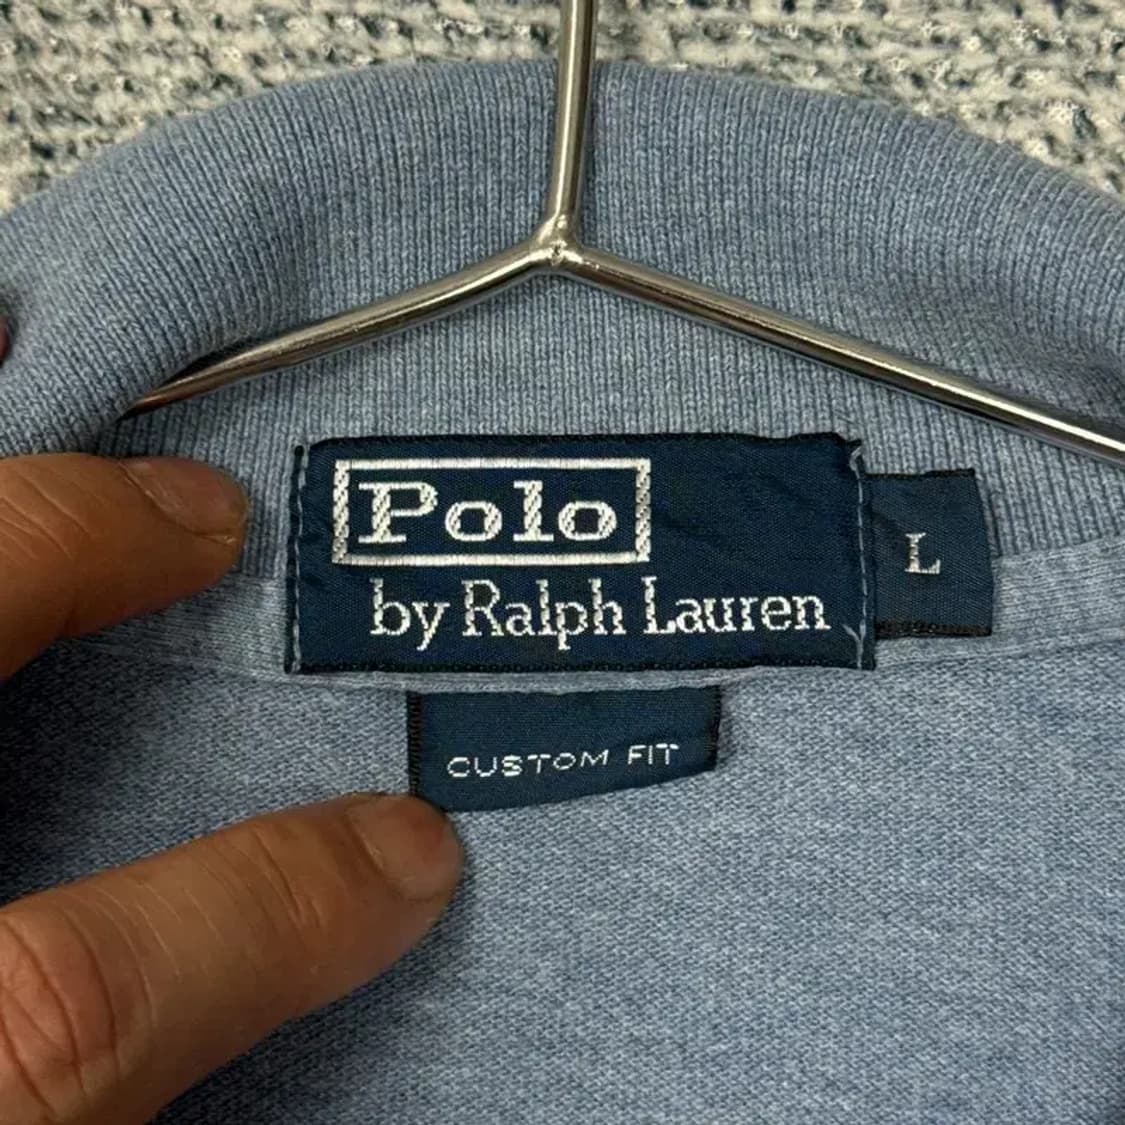 Polo
by Ralph Lauren
L
CUSTOM FIT